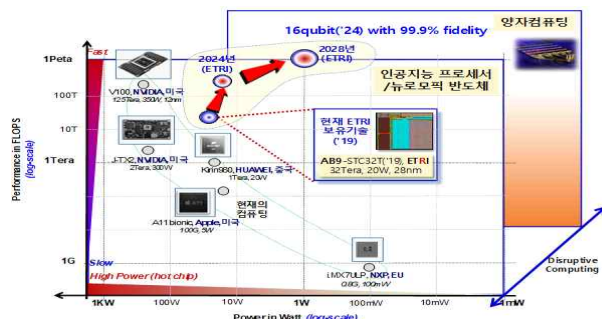 16qubit('24) with 99.9% fidelity
양자컴퓨팅
Fast
1Peta
100T
10T
1Tera
1G
Performance in FLOPS
(log-scale)
2024년
(ETRI)
2028년
(ETRI)
인공지능 프로세서
/뉴로모픽 반도체
V100, NVIDIA, 미국
125Tera, 350W, 12nm
현재 ETRI
보유기술
('19)
AB9-STC32T('19), ETRI
32Tera, 20W, 28nm
J-TX2, NVIDIA, 미국
2Tera, 300W
Kirin980, HUAWEI, 중국
1Tera, 20W
현재의
컴퓨팅
A11 bionic, Apple, 미국
100G, 5W
i.MX7ULP, NXP, EU
0.8G, 100mW
Slow
High Power (hot chip)
Disruptive
Computing
1KW
100W
10W
1W
100mW
10mW
1mW
Power in Watt (log-scale)